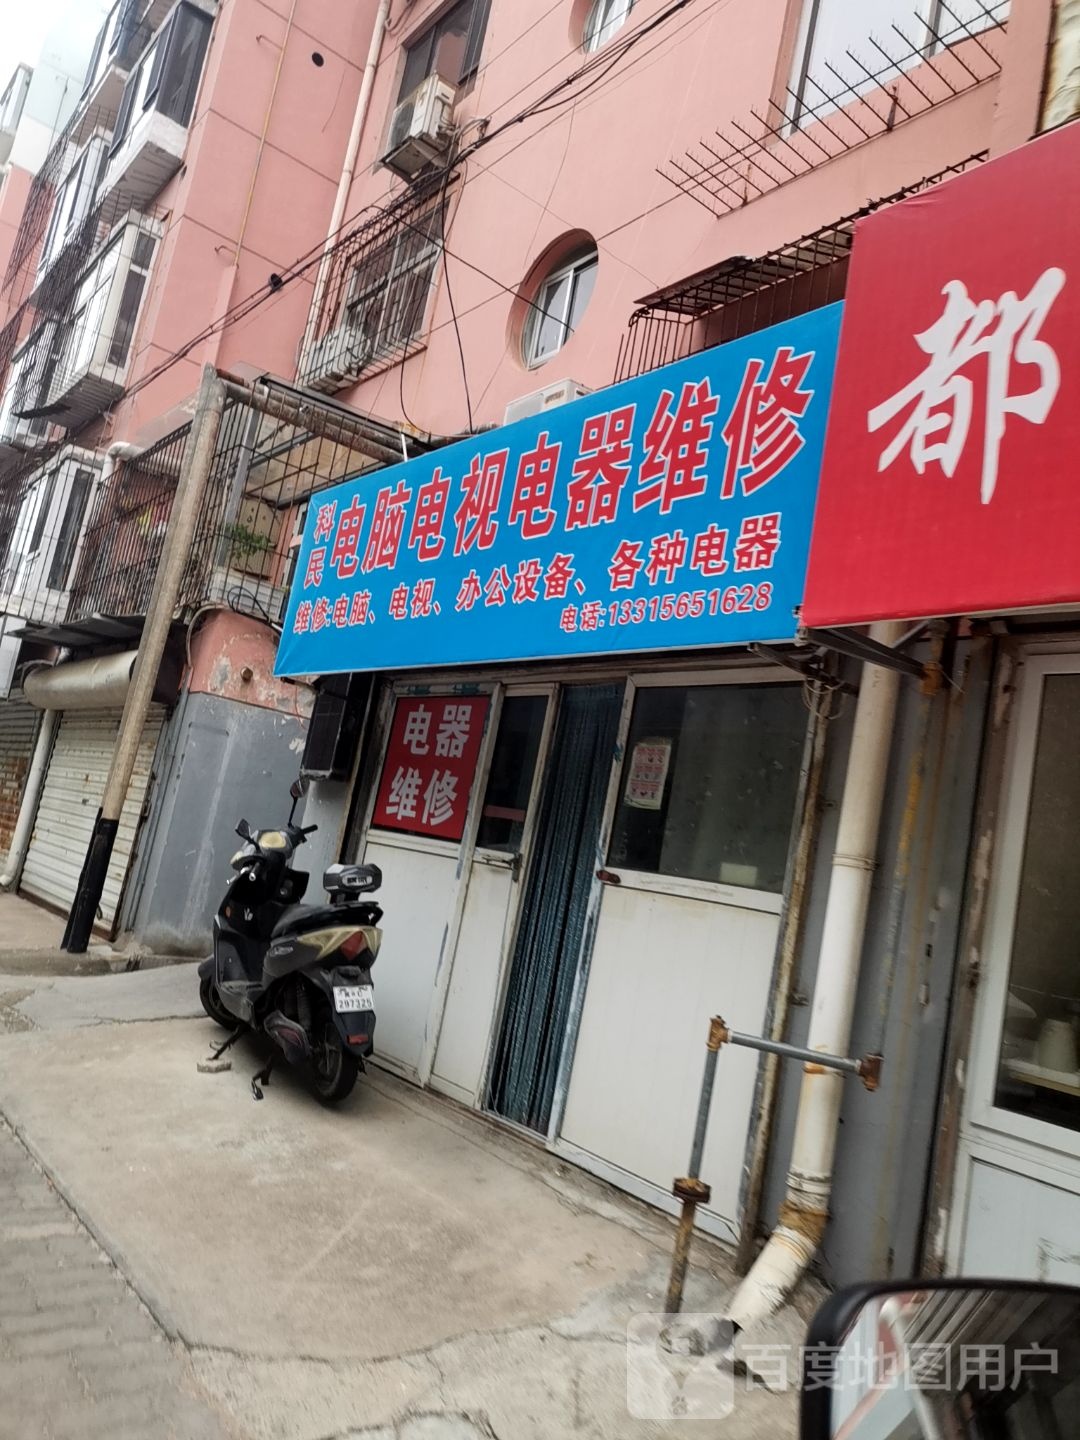 科民
电脑电视电器维修
维修:电脑、电视、办公设备、各种电器
电话:13315651628
都
电器
维修
297325
百度地图用户